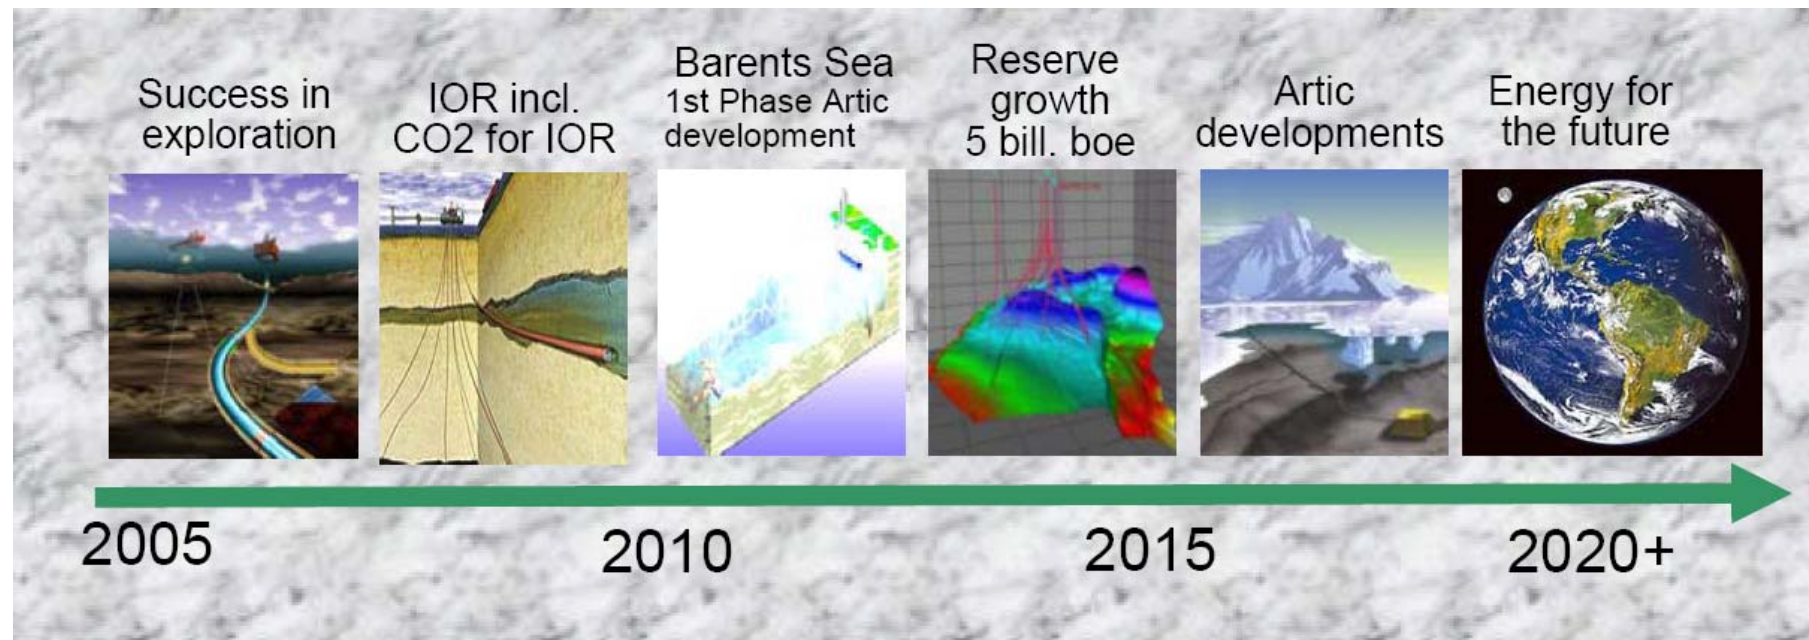 Success in
exploration
IOR incl.
CO2 for IOR
Barents Sea
1st Phase Artic
development
Reserve
growth
5 bill. boe
Artic
developments
Energy for
the future
2005
2010
2015
2020+